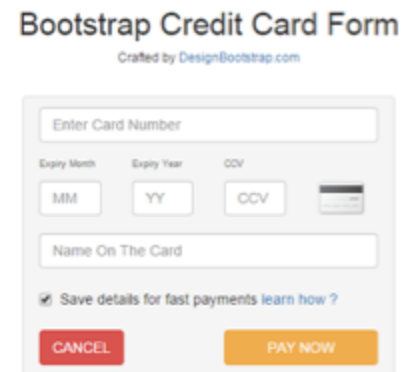 Bootstrap Credit Card Form
Crafted by DesignBootstrap.com
Enter Card Number
Expiry Month Expiry Year CCV
MM YY CCV
Name On The Card
Save details for fast payments learn how ?
CANCEL PAY NOW